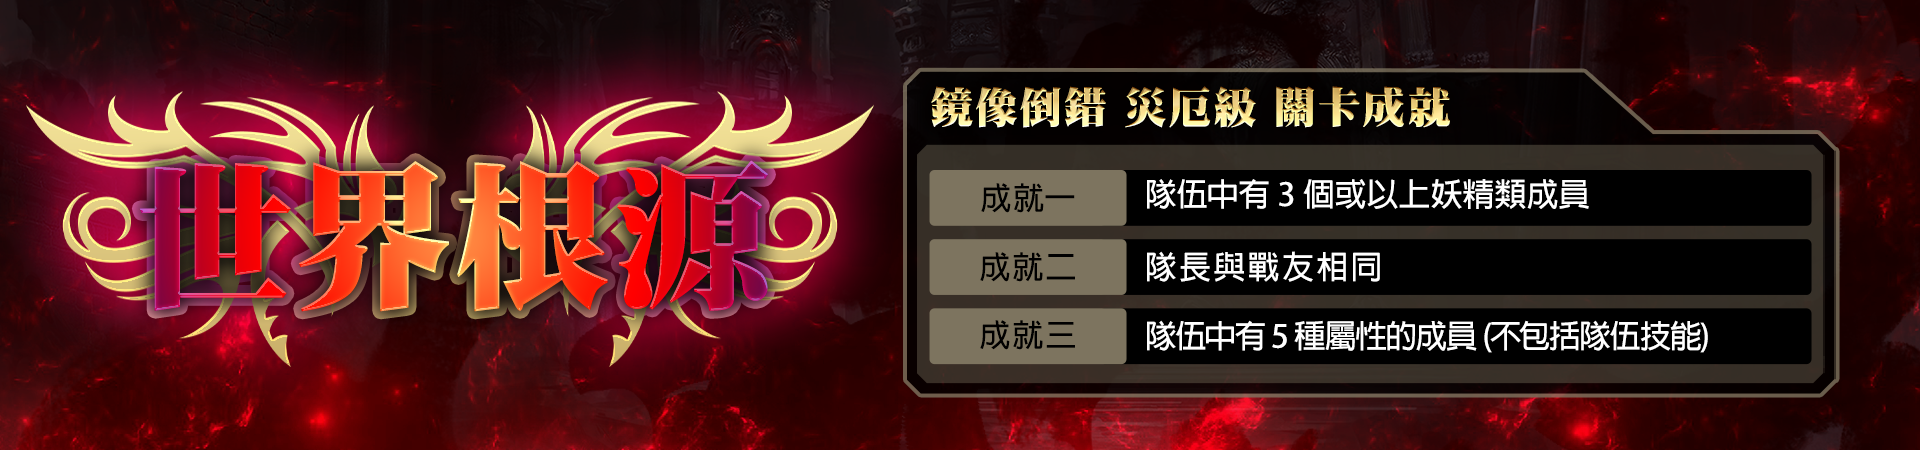 世界根源
鏡像倒錯 災厄級 關卡成就
成就一
隊伍中有 3 個或以上妖精類成員
成就二
隊長與戰友相同
成就三
隊伍中有 5 種屬性的成員 (不包括隊伍技能)